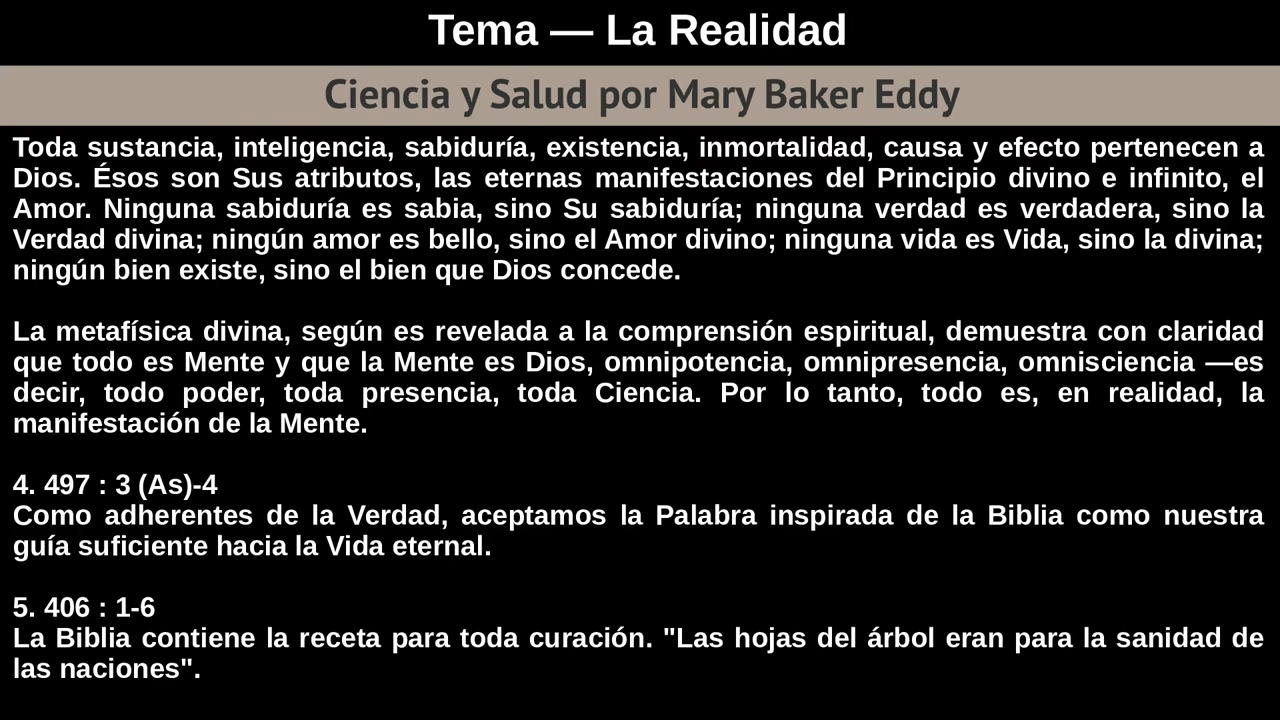 Tema — La Realidad
Ciencia y Salud por Mary Baker Eddy
Toda sustancia, inteligencia, sabiduría, existencia, inmortalidad, causa y efecto pertenecen a
Dios. Ésos son Sus atributos, las eternas manifestaciones del Principio divino e infinito, el
Amor. Ninguna sabiduría es sabia, sino Su sabiduría; ninguna verdad es verdadera, sino la
Verdad divina; ningún amor es bello, sino el Amor divino; ninguna vida es Vida, sino la divina;
ningún bien existe, sino el bien que Dios concede.
La metafísica divina, según es revelada a la comprensión espiritual, demuestra con claridad
que todo es Mente y que la Mente es Dios, omnipotencia, omnipresencia, omnisciencia —es
decir, todo poder, toda presencia, toda Ciencia. Por lo tanto, todo es, en realidad, la
manifestación de la Mente.
4. 497 : 3 (As)-4
Como adherentes de la Verdad, aceptamos la Palabra inspirada de la Biblia como nuestra
guía suficiente hacia la Vida eternal.
5. 406 : 1-6
La Biblia contiene la receta para toda curación. "Las hojas del árbol eran para la sanidad de
las naciones".